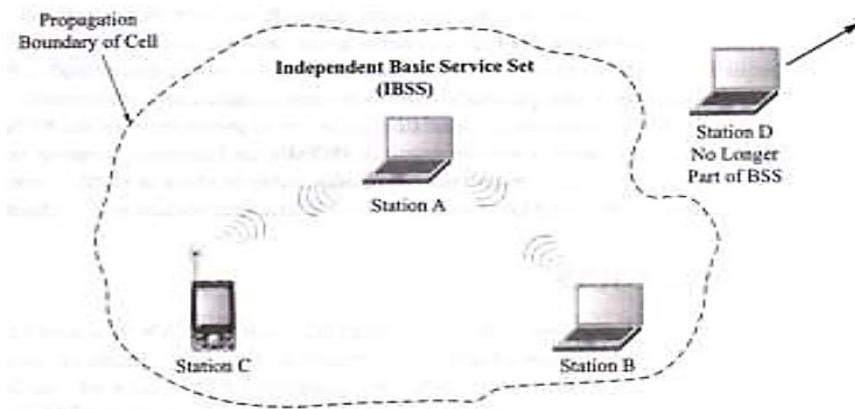 Propagation
Boundary of Cell
Independent Basic Service Set
(IBSS)
Station D
No Longer
Part of BSS
Station A
Station C
Station B